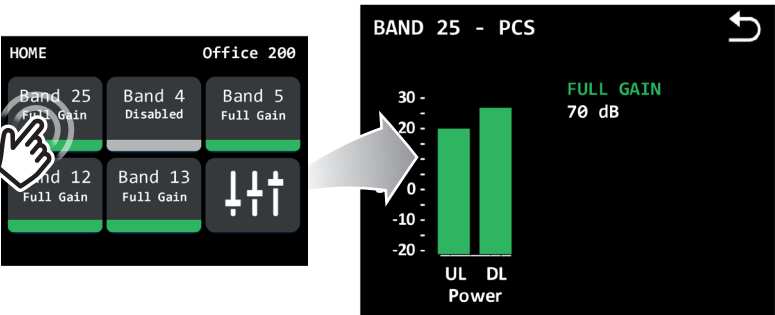 HOME
Office 200
Band 25
Full Gain
Band 4
Disabled
Band 5
Full Gain
12
Full Gain
Band 13
Full Gain
BAND 25 - PCS
FULL GAIN
70 dB
30 -
-
20 -
-
-
0 -
-
-10 -
-
-20 -
UL DL
Power